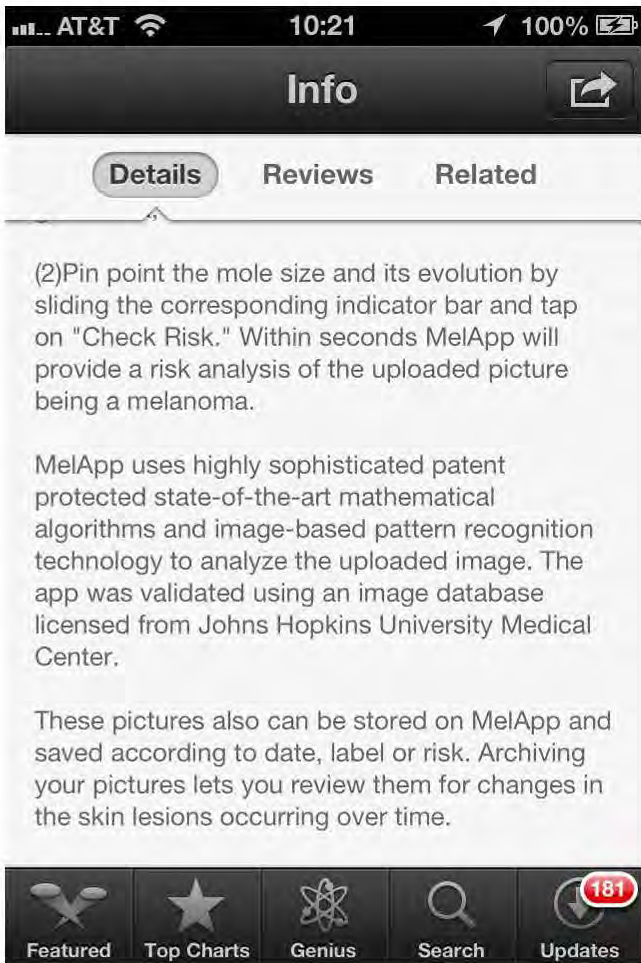 AT&T 10:21 100%
Info
Details Reviews Related
(2)Pin point the mole size and its evolution by
sliding the corresponding indicator bar and tap
on "Check Risk." Within seconds MelApp will
provide a risk analysis of the uploaded picture
being a melanoma.
MelApp uses highly sophisticated patent
protected state-of-the-art mathematical
algorithms and image-based pattern recognition
technology to analyze the uploaded image. The
app was validated using an image database
licensed from Johns Hopkins University Medical
Center.
These pictures also can be stored on MelApp and
saved according to date, label or risk. Archiving
your pictures lets you review them for changes in
the skin lesions occurring over time.
181
Featured Top Charts Genius Search Updates